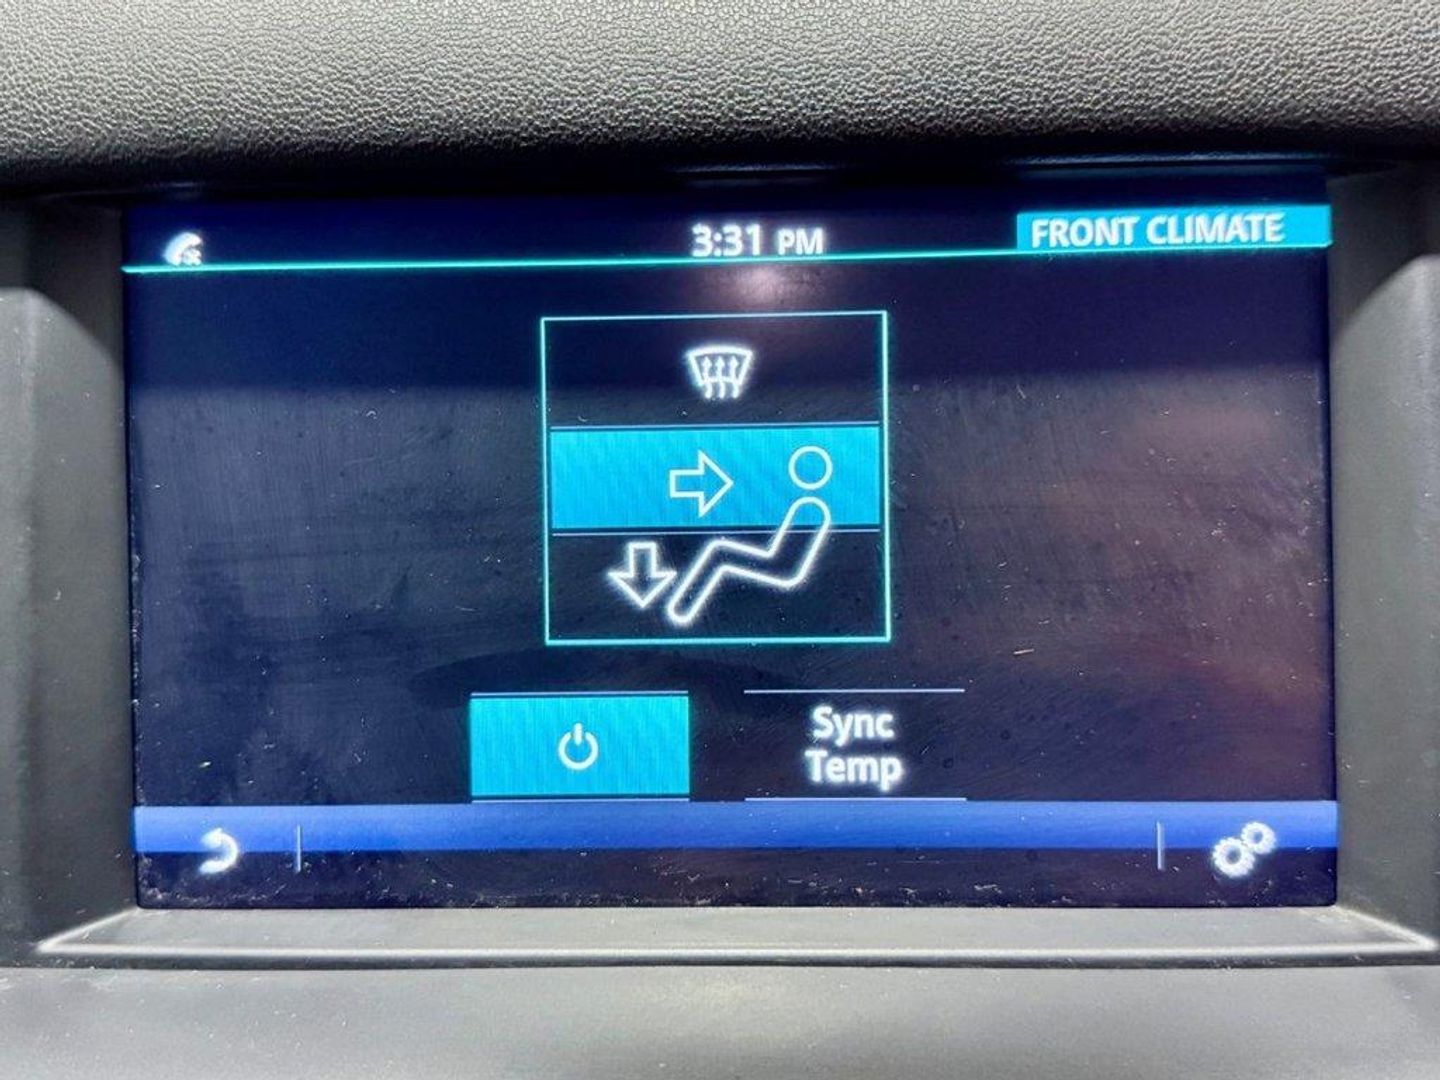 3:31 PM
FRONT CLIMATE
Sync
Temp